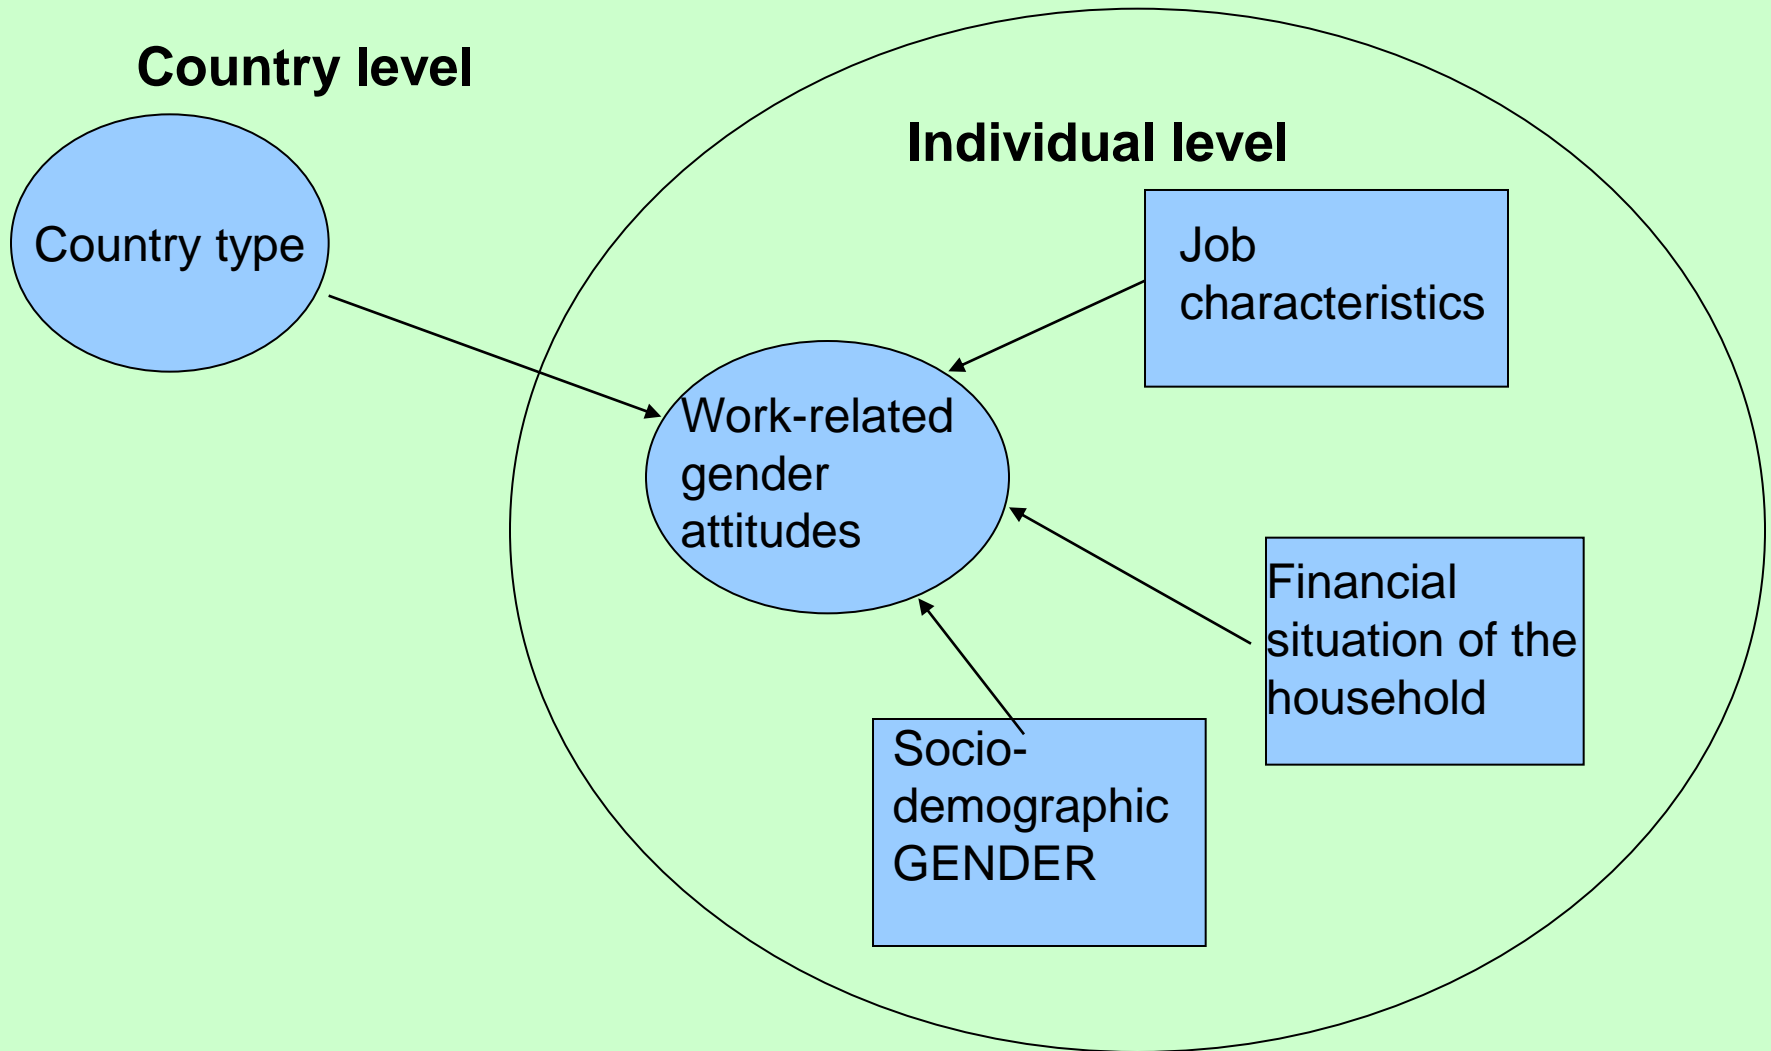 Country level
Individual level
Country type
Job
characteristics
Work-related
gender
attitudes
Financial
situation of the
household
Socio-
demographic
GENDER